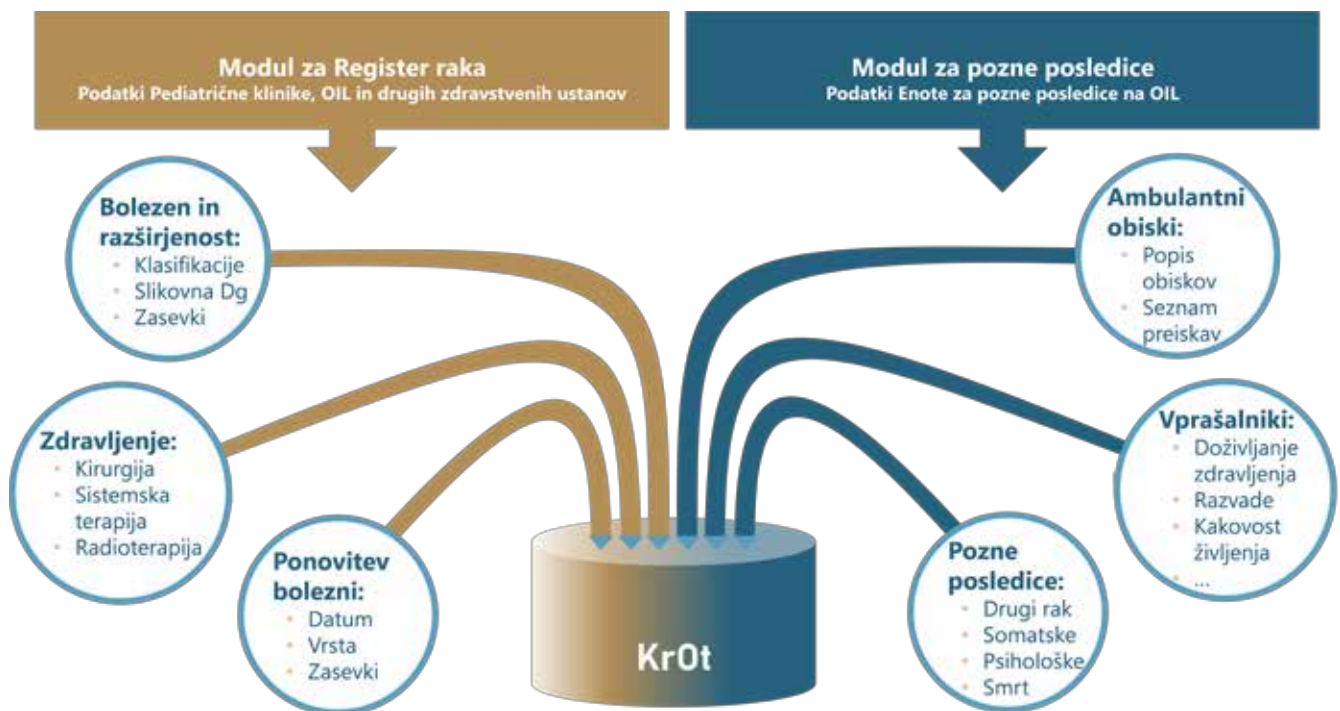 Modul za Register raka
Podatki Pediatrične klinike, OIL in drugih zdravstvenih ustanov
Modul za pozne posledice
Podatki Enote za pozne posledice na OIL
Bolezen in
razširjenost:
• Klasifikacije
• Slikovna Dg
• Zasevki
Zdravljenje:
• Kirurgija
• Sistemska
terapija
• Radioterapija
Ponovitev
bolezni:
• Datum
• Vrsta
• Zasevki
Ambulantni
obiski:
• Popis
obiskov
• Seznam
preiskav
Vprašalniki:
• Doživljanje
zdravljenja
• Razvade
• Kakovost
življenja
• ...
Pozne
posledice:
• Drugi rak
• Somatske
• Psihološke
• Smrt
KrOt